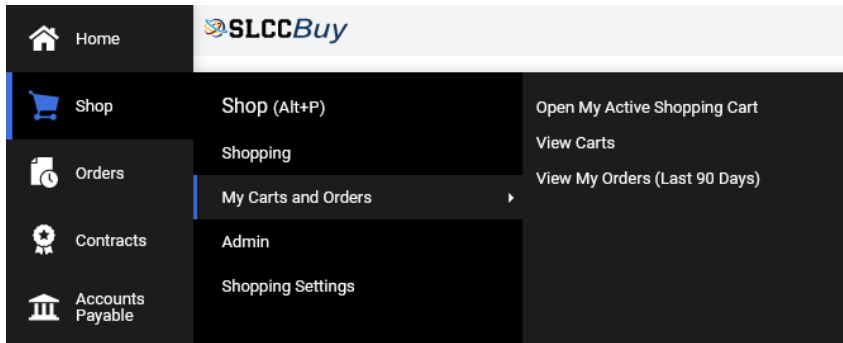 Home
SLCCBuy
Shop
Orders
Contracts
Accounts
Payable
Shop (Alt+P)
Shopping
My Carts and Orders
Admin
Shopping Settings
Open My Active Shopping Cart
View Carts
View My Orders (Last 90 Days)